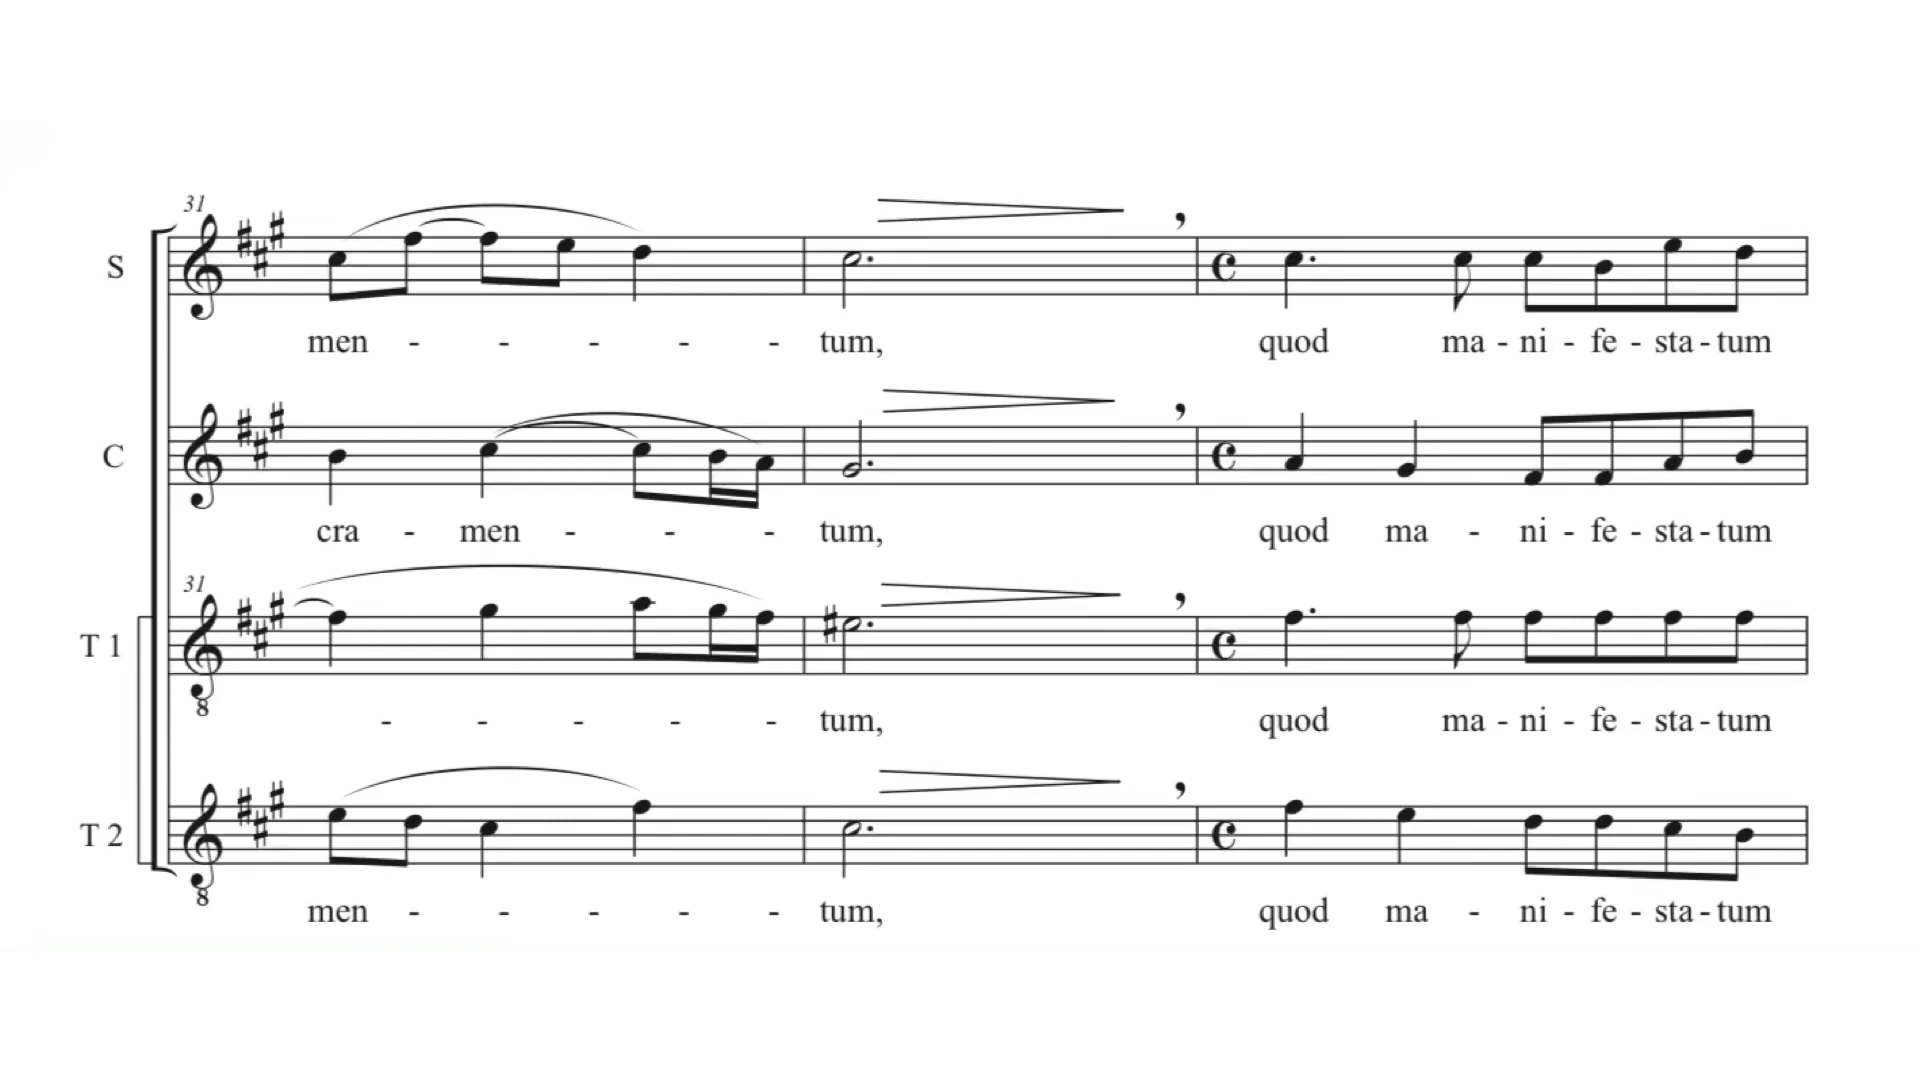 31
S
men - - - - - tum, quod ma - ni - fe - sta - tum
C
cra - men - - - tum, quod ma - ni - fe - sta - tum
31
T 1
- - - - - tum, quod ma - ni - fe - sta - tum
8
T 2
8
men - - - - - tum, quod ma - ni - fe - sta - tum